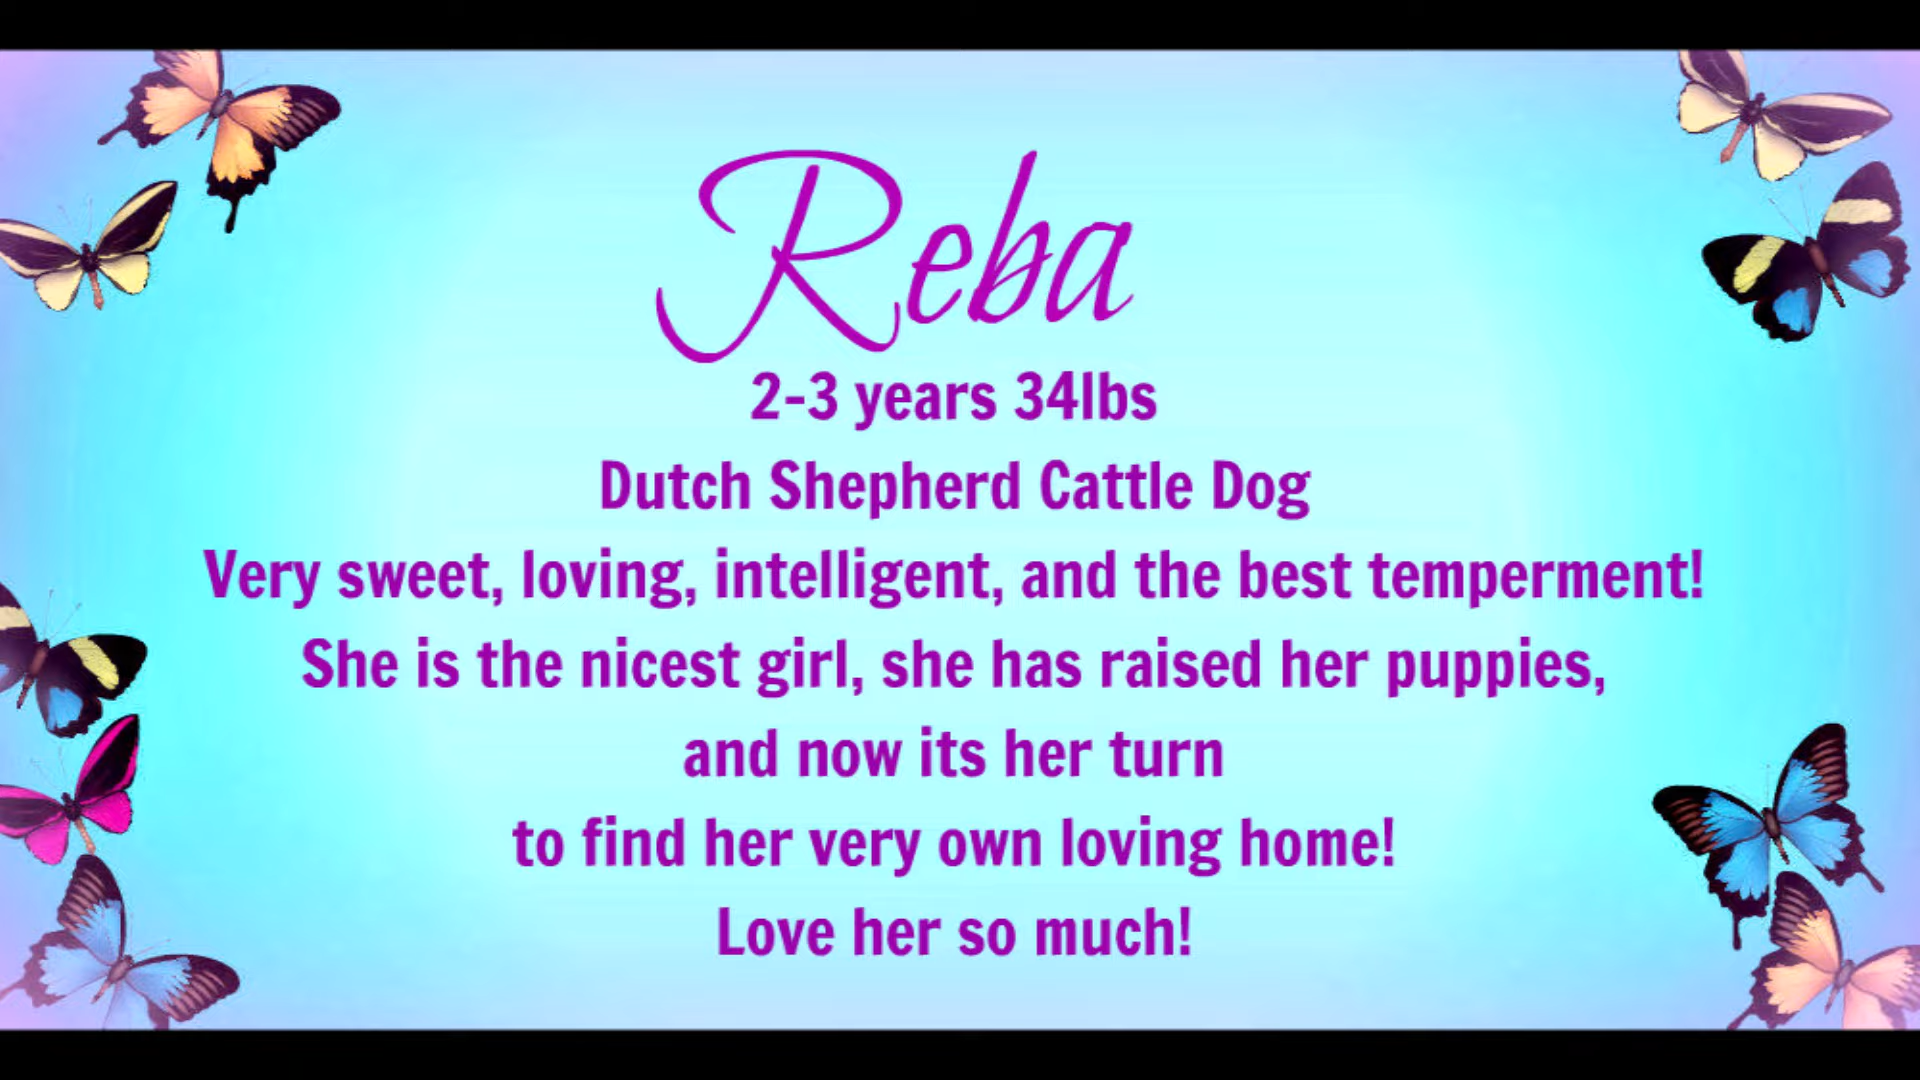 Reba
2-3 years 34lbs
Dutch Shepherd Cattle Dog
Very sweet, loving, intelligent, and the best temperment!
She is the nicest girl, she has raised her puppies,
and now its her turn
to find her very own loving home!
Love her so much!